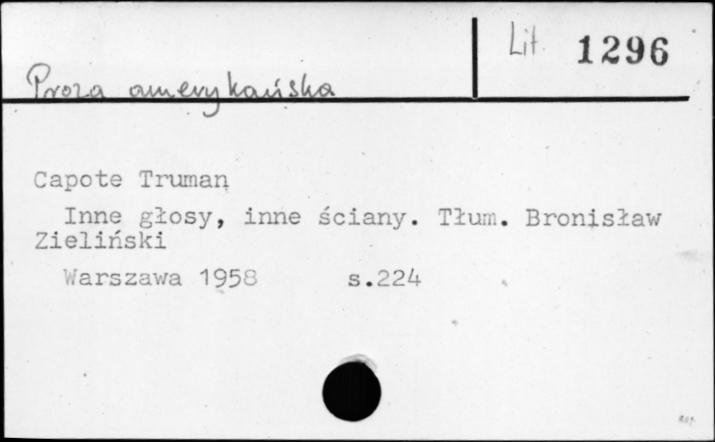 Lit. 1296
Proza amerykańska
Capote Truman
Inne głosy, inne ściany. Tłum. Bronisław
Zieliński
Warszawa 1958 s.224